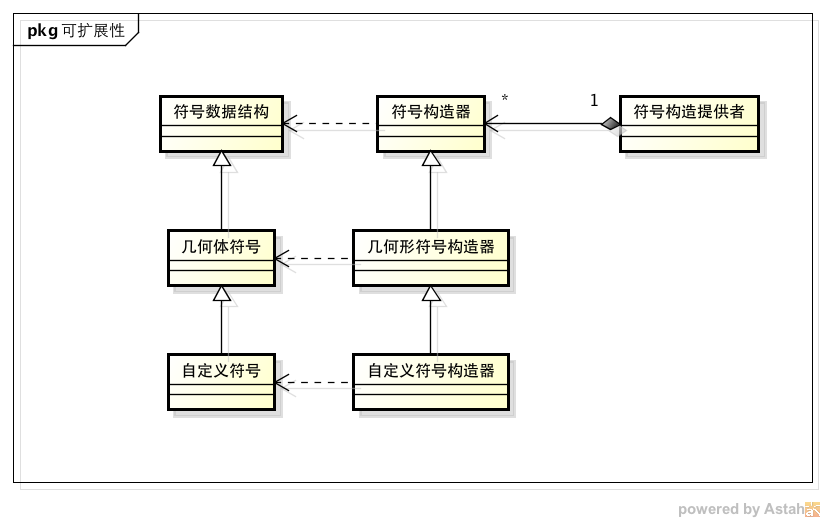 pkg 可扩展性
符号数据结构
符号构造器
*
1
符号构造提供者
几何体符号
几何形符号构造器
自定义符号
自定义符号构造器
powered by Astah